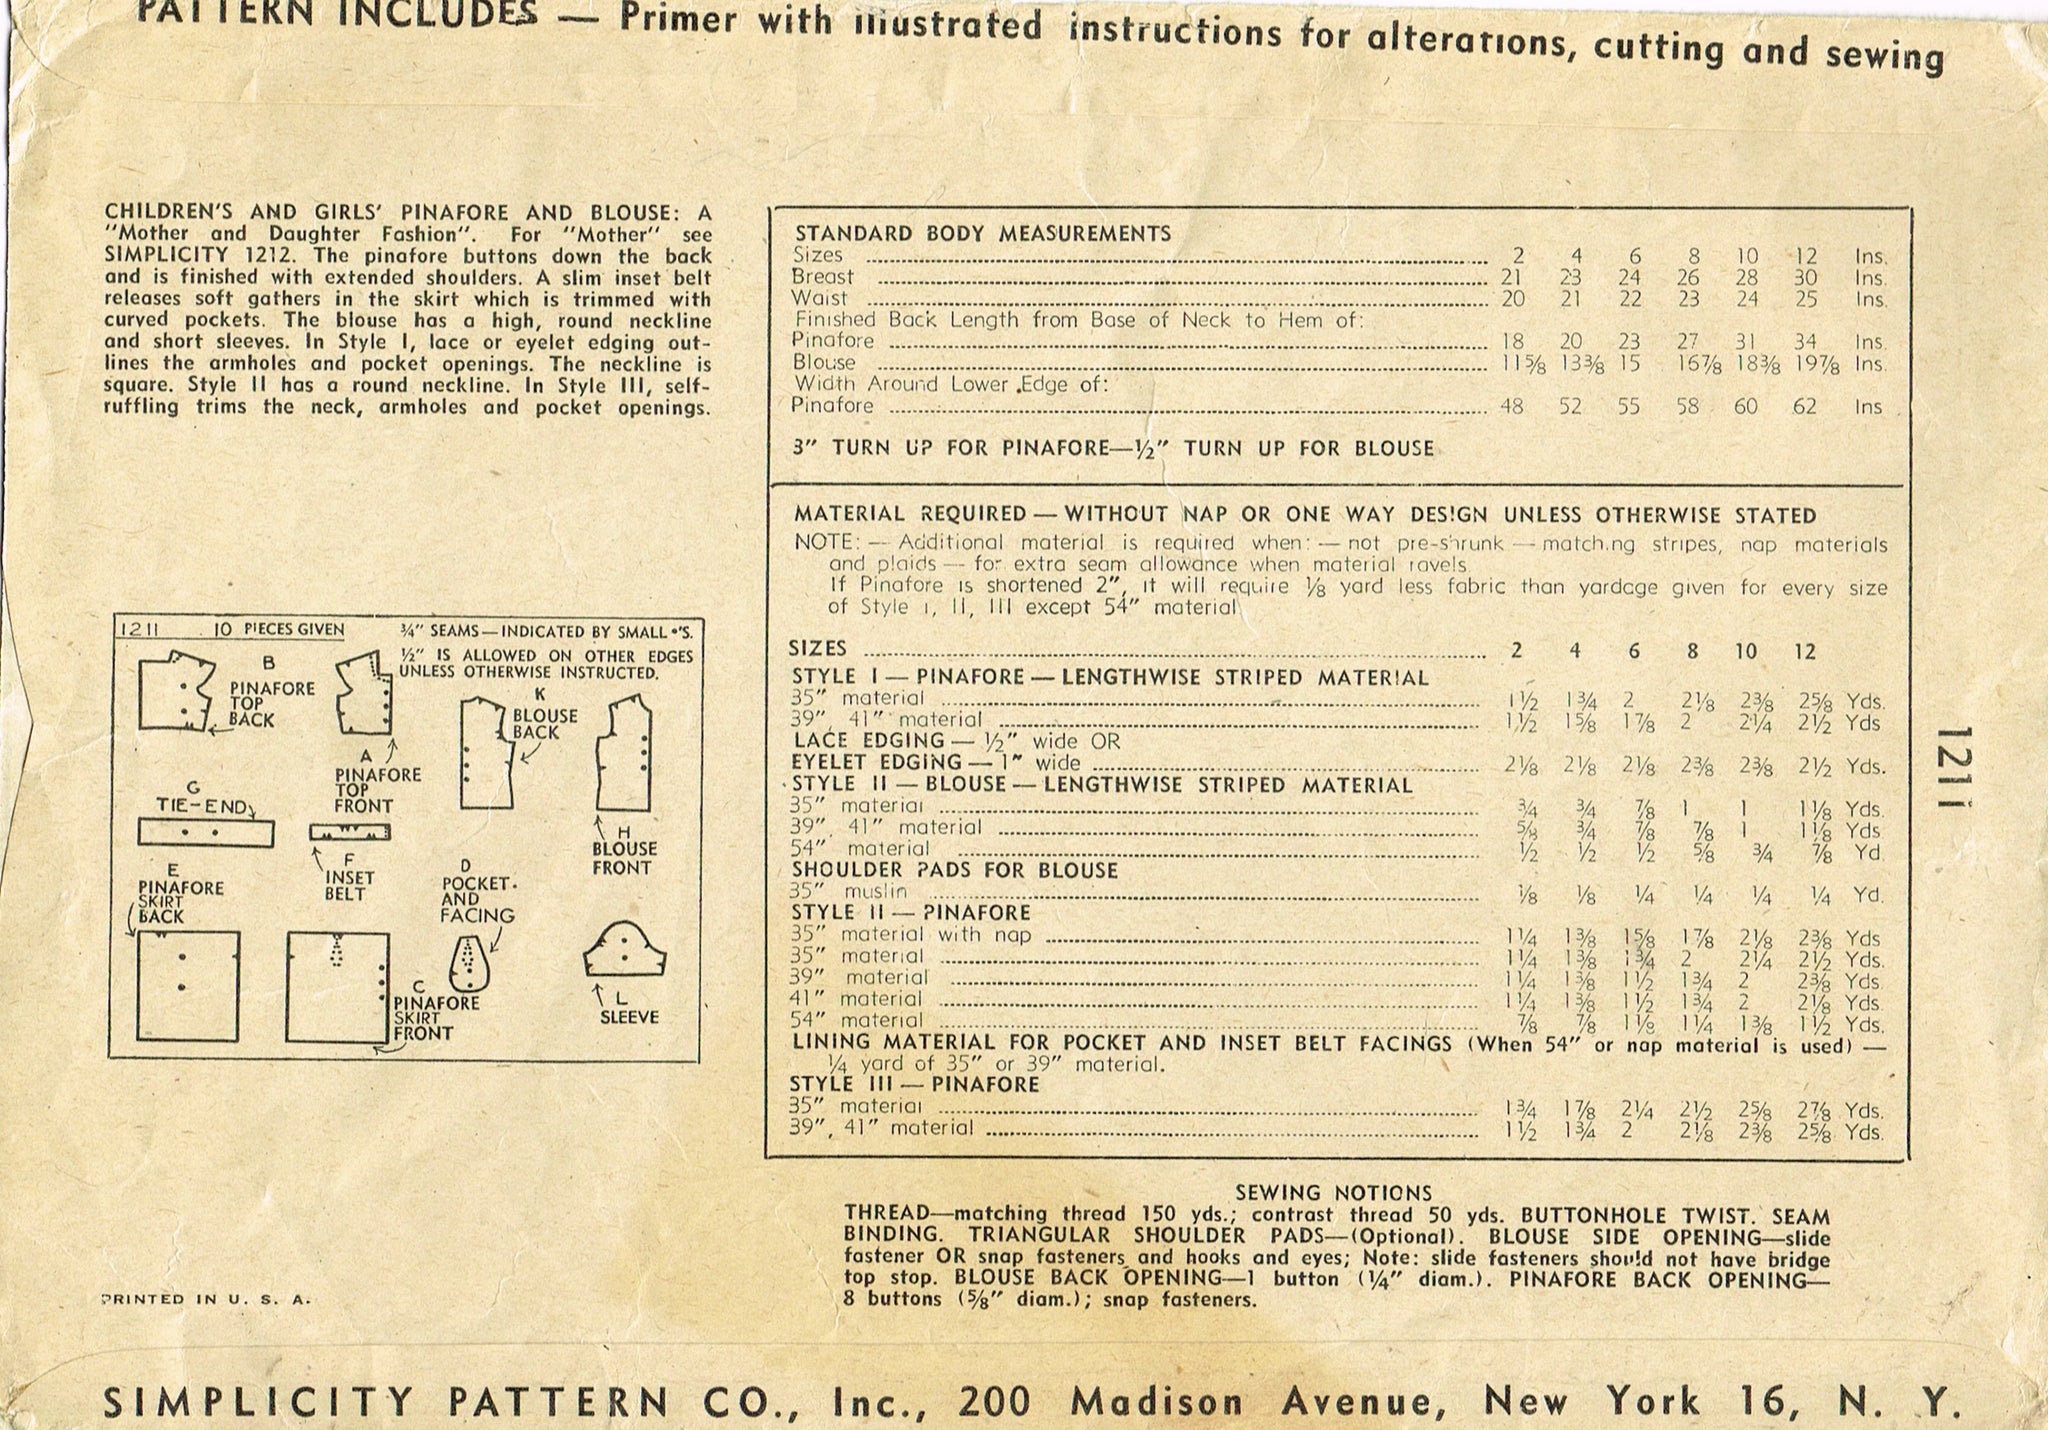 PATTERN INCLUDES — Primer with illustrated instructions for alterations, cutting and sewing
CHILDREN'S AND GIRLS' PINAFORE AND BLOUSE: A
"Mother and Daughter Fashion". For "Mother" see
SIMPLICITY 1212. The pinafore buttons down the back
and is finished with extended shoulders. A slim inset belt
releases soft gathers in the skirt which is trimmed with
curved pockets. The blouse has a high, round neckline
and short sleeves. In Style I, lace or eyelet edging out-
lines the armholes and pocket openings. The neckline is
square. Style II has a round neckline. In Style III, self-
ruffling trims the neck, armholes and pocket openings.
1211 10 PIECES GIVEN ¾" SEAMS—INDICATED BY SMALL •'S.
½" IS ALLOWED ON OTHER EDGES
UNLESS OTHERWISE INSTRUCTED.
B
PINAFORE
TOP
BACK
A
PINAFORE
TOP
FRONT
K
BLOUSE
BACK
H
BLOUSE
FRONT
G
TIE-END
F
INSET
BELT
E
PINAFORE
SKIRT
BACK
D
POCKET
AND
FACING
C
PINAFORE
SKIRT
FRONT
L
SLEEVE
PRINTED IN U. S. A.
STANDARD BODY MEASUREMENTS
Sizes 2 4 6 8 10 12 Ins.
Breast 21 23 24 26 28 30 Ins.
Waist 20 21 22 23 24 25 Ins.
Finished Back Length from Base of Neck to Hem of:
Pinafore 18 20 23 27 31 34 Ins.
Blouse 11⅝ 13⅜ 15 16⅞ 18⅜ 19⅞ Ins.
Width Around Lower Edge of:
Pinafore 48 52 55 58 60 62 Ins
3" TURN UP FOR PINAFORE—½" TURN UP FOR BLOUSE
MATERIAL REQUIRED — WITHOUT NAP OR ONE WAY DESIGN UNLESS OTHERWISE STATED
NOTE: — Additional material is required when: — not pre-shrunk — matching stripes, nap materials
and plaids — for extra seam allowance when material ravels
If Pinafore is shortened 2", it will require ⅛ yard less fabric than yardage given for every size
of Style I, II, III except 54" material
SIZES 2 4 6 8 10 12
STYLE I — PINAFORE — LENGTHWISE STRIPED MATERIAL
35" material 1½ 1¾ 2 2⅛ 2⅜ 2⅝ Yds.
39", 41" material 1½ 1⅝ 1⅞ 2 2¼ 2½ Yds
LACE EDGING — ½" wide OR
EYELET EDGING — 1" wide 2⅛ 2⅛ 2⅛ 2⅜ 2⅜ 2½ Yds.
STYLE II — BLOUSE — LENGTHWISE STRIPED MATERIAL
35" material ¾ ¾ ⅞ 1 1 1⅛ Yds.
39", 41" material ⅝ ¾ ⅞ ⅞ 1 1⅛ Yds
54" material ½ ½ ½ ⅝ ¾ ⅞ Yd
SHOULDER PADS FOR BLOUSE
35" muslin ⅛ ⅛ ¼ ¼ ¼ ¼ Yd.
STYLE II — PINAFORE
35" material with nap 1¼ 1⅜ 1⅝ 1⅞ 2⅛ 2⅜ Yds
35" material 1¼ 1⅜ 1¾ 2 2¼ 2½ Yds.
39" material 1¼ 1⅜ 1½ 1¾ 2 2⅜ Yds.
41" material 1¼ 1⅜ 1½ 1¾ 2 2⅛ Yds.
54" material ⅞ ⅞ 1⅛ 1¼ 1⅜ 1½ Yds.
LINING MATERIAL FOR POCKET AND INSET BELT FACINGS (When 54" or nap material is used) —
¼ yard of 35" or 39" material.
STYLE III — PINAFORE
35" material 1¾ 1⅞ 2¼ 2½ 2⅝ 2⅞ Yds.
39", 41" material 1½ 1¾ 2 2⅛ 2⅜ 2⅝ Yds.
1211
SEWING NOTIONS
THREAD—matching thread 150 yds.; contrast thread 50 yds. BUTTONHOLE TWIST. SEAM
BINDING. TRIANGULAR SHOULDER PADS—(Optional). BLOUSE SIDE OPENING—slide
fastener OR snap fasteners and hooks and eyes; Note: slide fasteners should not have bridge
top stop. BLOUSE BACK OPENING—1 button (¼" diam.). PINAFORE BACK OPENING—
8 buttons (⅝" diam.); snap fasteners.
SIMPLICITY PATTERN CO., Inc., 200 Madison Avenue, New York 16, N. Y.